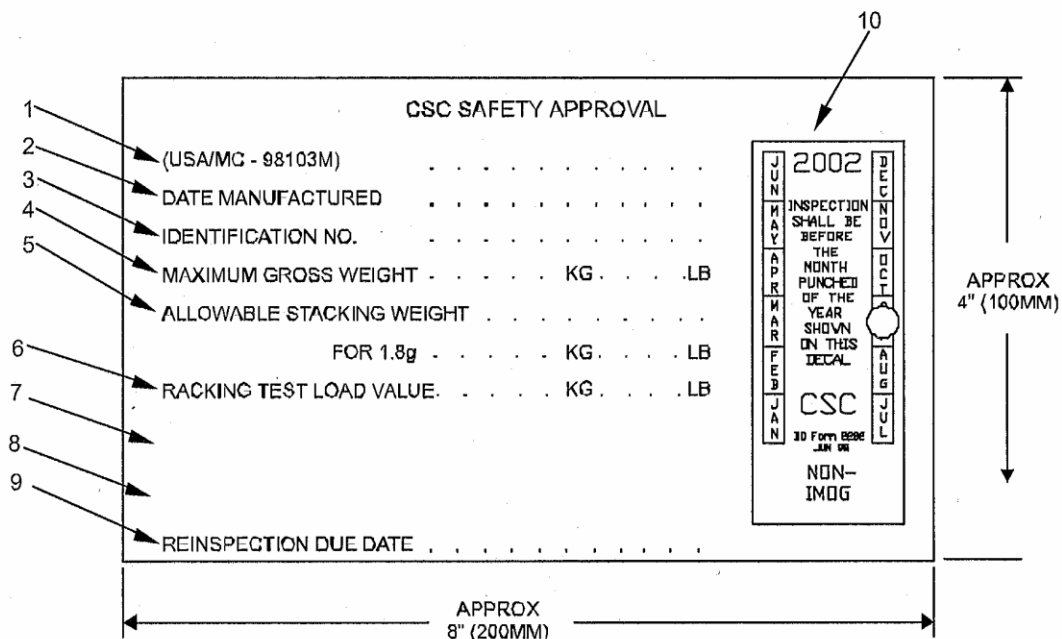 10
CSC SAFETY APPROVAL
1
(USA/MC - 98103M) . . . . . . . . . .
2
DATE MANUFACTURED . . . . . . . . . .
3
IDENTIFICATION NO. . . . . . . . . . .
4
MAXIMUM GROSS WEIGHT . . . . . KG. . . . .LB
5
ALLOWABLE STACKING WEIGHT . . . . . . . . .
FOR 1.8g . . . . . KG. . . . .LB
6
RACKING TEST LOAD VALUE. . . . . KG. . . . .LB
7
8
9
REINSPECTION DUE DATE . . . . . . . . . .
JUN
MAY
APR
MAR
FEB
JAN
2002
INSPECTION
SHALL BE
BEFORE
THE
MONTH
PUNCHED
OF THE
YEAR
SHOWN
ON THIS
DECAL
CSC
Form
JUN
NON-
IMDG
DEC
NOV
OCT
AUG
JUL
APPROX
4" (100MM)
APPROX
8" (200MM)